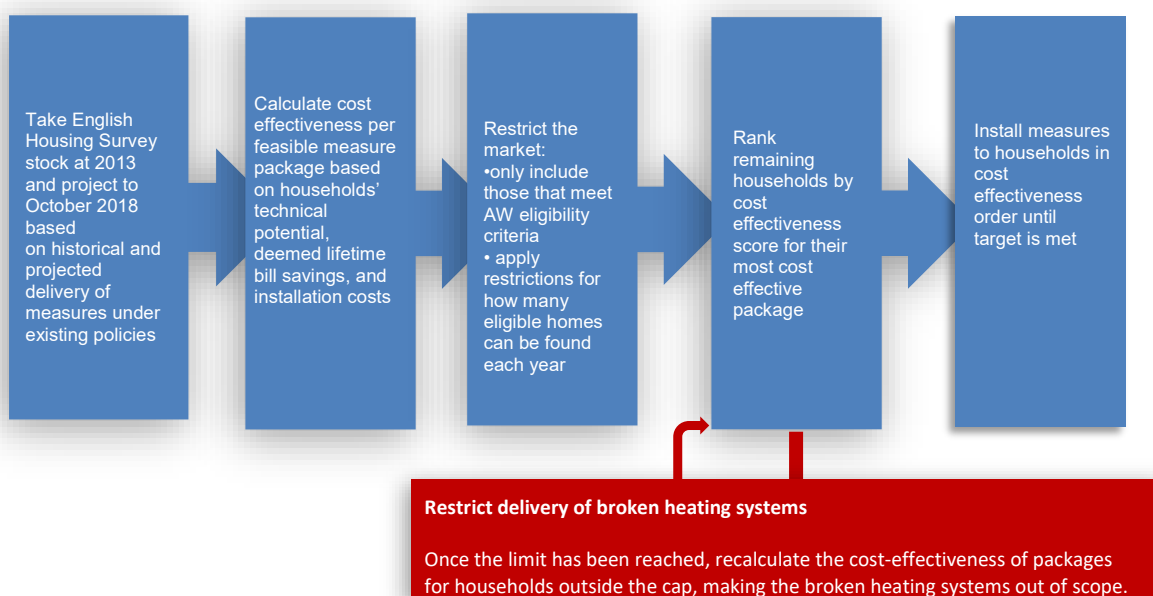 Take English
Housing Survey
stock at 2013
and project to
October 2018
based
on historical and
projected
delivery of
measures under
existing policies
Calculate cost
effectiveness per
feasible measure
package based
on households’
technical
potential,
deemed lifetime
bill savings, and
installation costs
Restrict the
market:
•only include
those that meet
AW eligibility
criteria
• apply
restrictions for
how many
eligible homes
can be found
each year
Rank
remaining
households by
cost
effectiveness
score for their
most cost
effective
package
Install measures
to households in
cost
effectiveness
order until
target is met
Restrict delivery of broken heating systems
Once the limit has been reached, recalculate the cost-effectiveness of packages
for households outside the cap, making the broken heating systems out of scope.